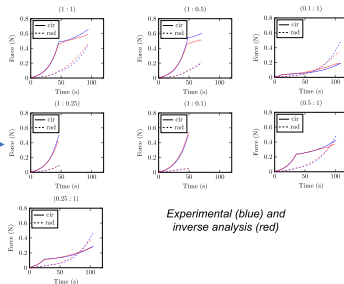 (1 : 1)
Force (N)
0.8
0.6
0.4
0.2
0
cir
rad
0
50
100
Time (s)
(1 : 0.5)
Force (N)
0.8
0.6
0.4
0.2
0
cir
rad
0
50
100
Time (s)
(0.1 : 1)
Force (N)
0.8
0.6
0.4
0.2
0
cir
rad
0
50
100
Time (s)
(1 : 0.25)
Force (N)
0.8
0.6
0.4
0.2
0
cir
rad
0
50
100
Time (s)
(1 : 0.1)
Force (N)
0.8
0.6
0.4
0.2
0
cir
rad
0
50
100
Time (s)
(0.5 : 1)
Force (N)
0.8
0.6
0.4
0.2
0
cir
rad
0
50
100
Time (s)
(0.25 : 1)
Force (N)
0.8
0.6
0.4
0.2
0
cir
rad
0
50
100
Time (s)
Experimental (blue) and
inverse analysis (red)